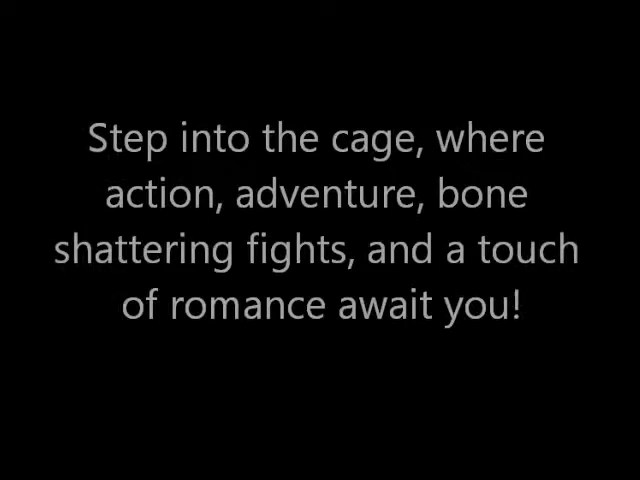 Step into the cage, where
action, adventure, bone
shattering fights, and a touch
of romance await you!